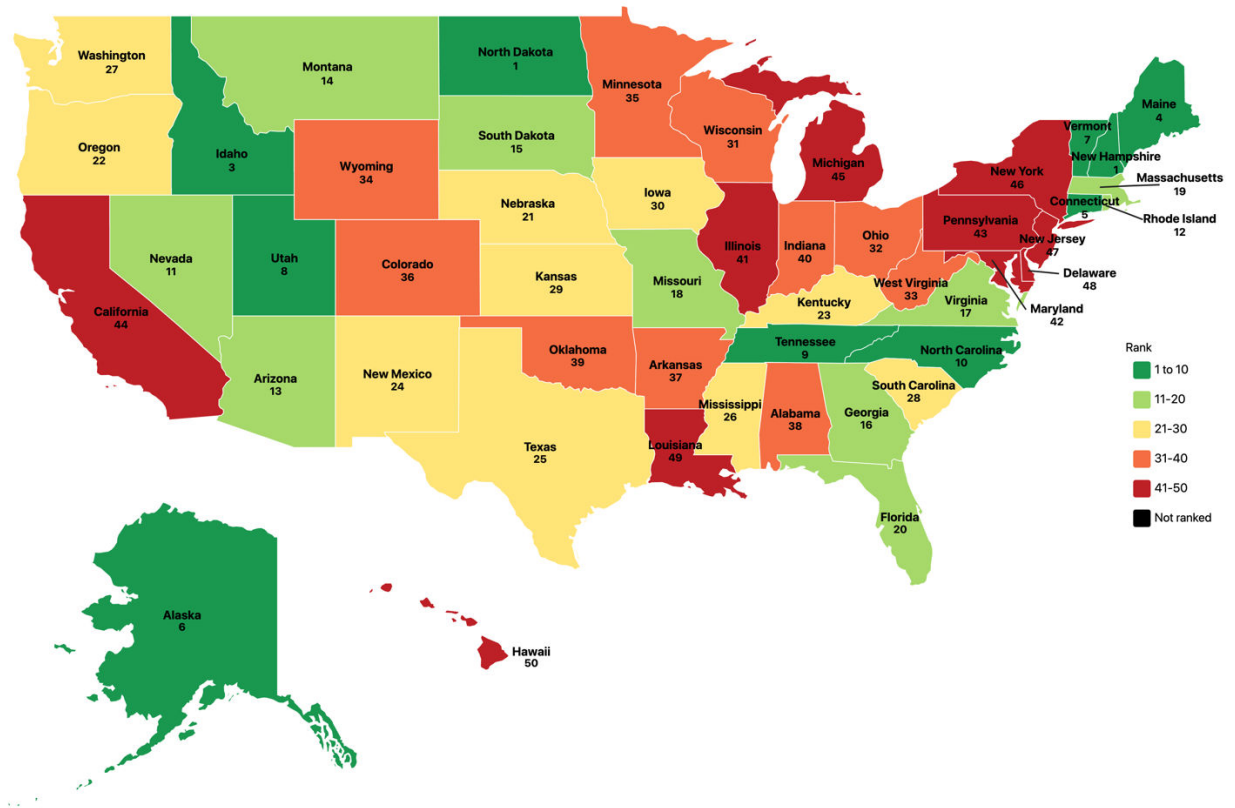 Washington
27
Montana
14
North Dakota
1
Minnesota
35
Maine
4
Vermont
7
New Hampshire
1
Oregon
22
Idaho
3
South Dakota
15
Wisconsin
31
Michigan
45
New York
46
Massachusetts
19
Wyoming
34
Connecticut
5
Rhode Island
12
Nebraska
21
Iowa
30
Pennsylvania
43
New Jersey
47
Nevada
11
Utah
8
Colorado
36
Kansas
29
Missouri
18
Illinois
41
Indiana
40
Ohio
32
West Virginia
33
Delaware
48
Maryland
42
California
44
Kentucky
23
Virginia
17
Tennessee
9
North Carolina
10
Arizona
13
New Mexico
24
Oklahoma
39
Arkansas
37
South Carolina
28
Mississippi
26
Alabama
38
Georgia
16
Texas
25
Louisiana
49
Florida
20
Alaska
6
Hawaii
50
Rank
1 to 10
11-20
21-30
31-40
41-50
Not ranked